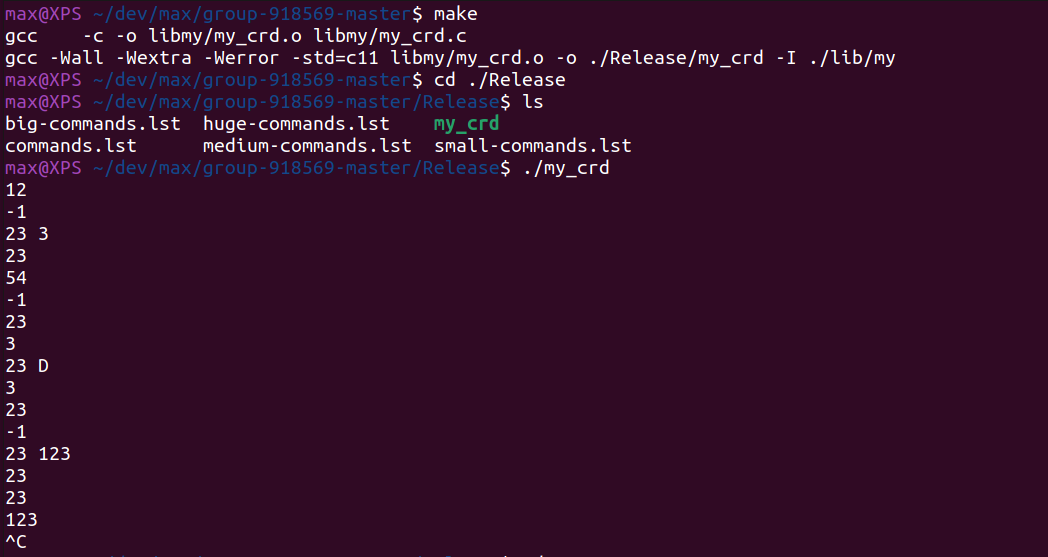 max@XPS ~/dev/max/group-918569-master$ make
gcc    -c -o libmy/my_crd.o libmy/my_crd.c
gcc -Wall -Wextra -Werror -std=c11 libmy/my_crd.o -o ./Release/my_crd -I ./lib/my
max@XPS ~/dev/max/group-918569-master$ cd ./Release
max@XPS ~/dev/max/group-918569-master/Release$ ls
big-commands.lst  huge-commands.lst    my_crd
commands.lst      medium-commands.lst  small-commands.lst
max@XPS ~/dev/max/group-918569-master/Release$ ./my_crd
12
-1
23 3
23
54
-1
23
3
23 D
3
23
-1
23 123
23
23
123
^C